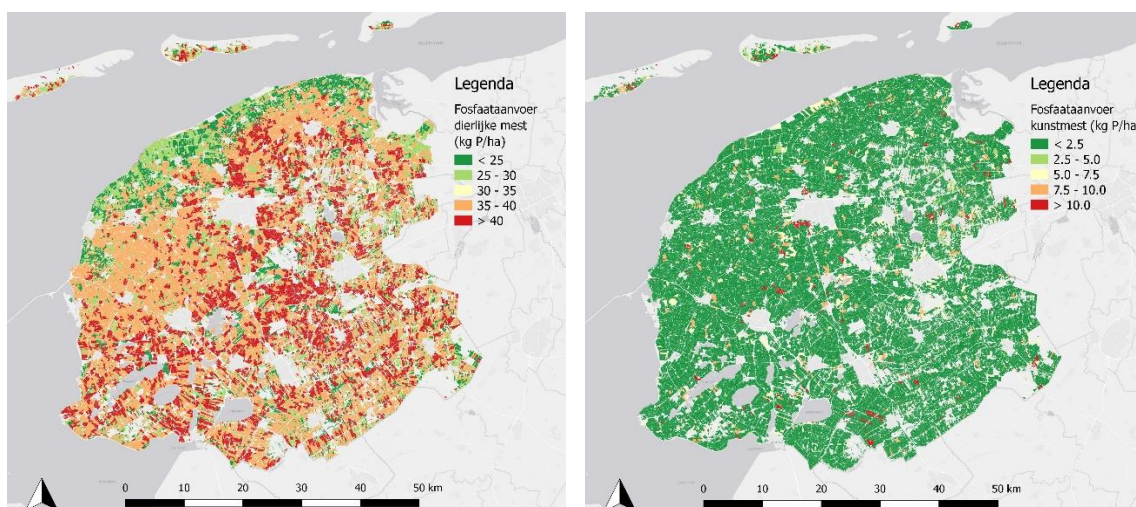 Legenda
Fosfaataanvoer
dierlijke mest
(kg P/ha)
< 25
25 - 30
30 - 35
35 - 40
> 40
0 10 20 30 40 50 km
Legenda
Fosfaataanvoer
kunstmest (kg P/ha)
< 2.5
2.5 - 5.0
5.0 - 7.5
7.5 - 10.0
> 10.0
0 10 20 30 40 50 km